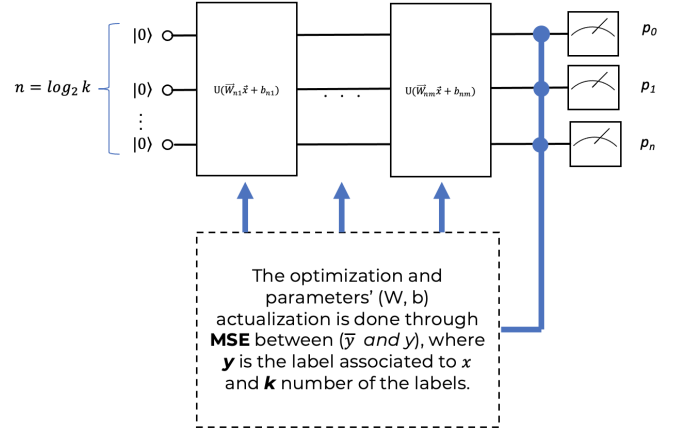 |0⟩ p₀
U(W⃗ₙ₁x⃗ + bₙ₁) . . . U(W⃗ₙₘx⃗ + bₙₘ)
n = log₂ k |0⟩ p₁
⋮
|0⟩ pₙ
The optimization and
parameters’ (W, b)
actualization is done through
MSE between (y̅ and y), where
y is the label associated to x
and k number of the labels.